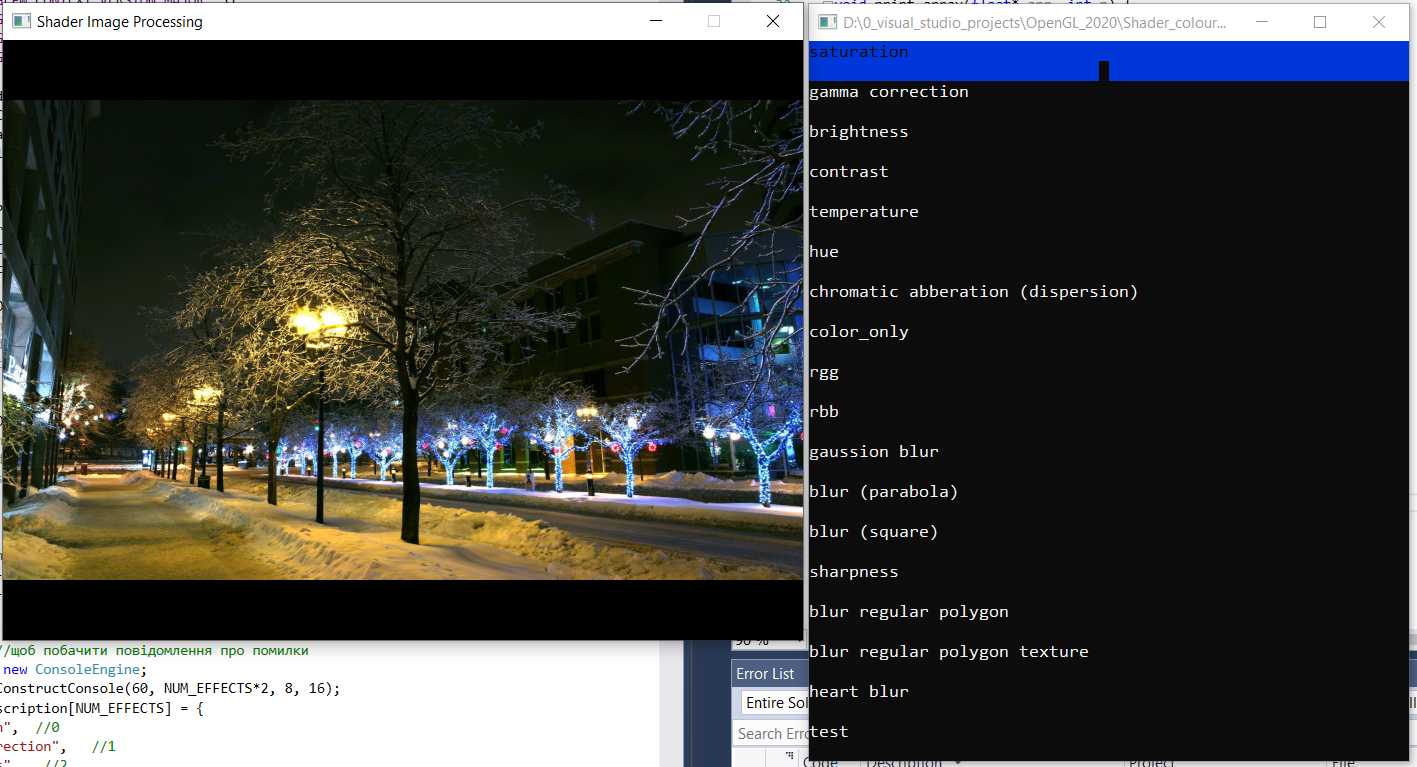 Shader Image Processing
D:\0_visual_studio_projects\OpenGL_2020\Shader_colour...
saturation
gamma correction
brightness
contrast
temperature
hue
chromatic abberation (dispersion)
color_only
rgg
rbb
gaussion blur
blur (parabola)
blur (square)
sharpness
blur regular polygon
blur regular polygon texture
heart blur
test
//щоб побачити повідомлення про помилки
new ConsoleEngine;
ConstructConsole(60, NUM_EFFECTS*2, 8, 16);
scription[NUM_EFFECTS] = {
", //0
rection", //1
", //2
90 %
Error List
Entire Sol
Search Erro
Code
Description
Project
File